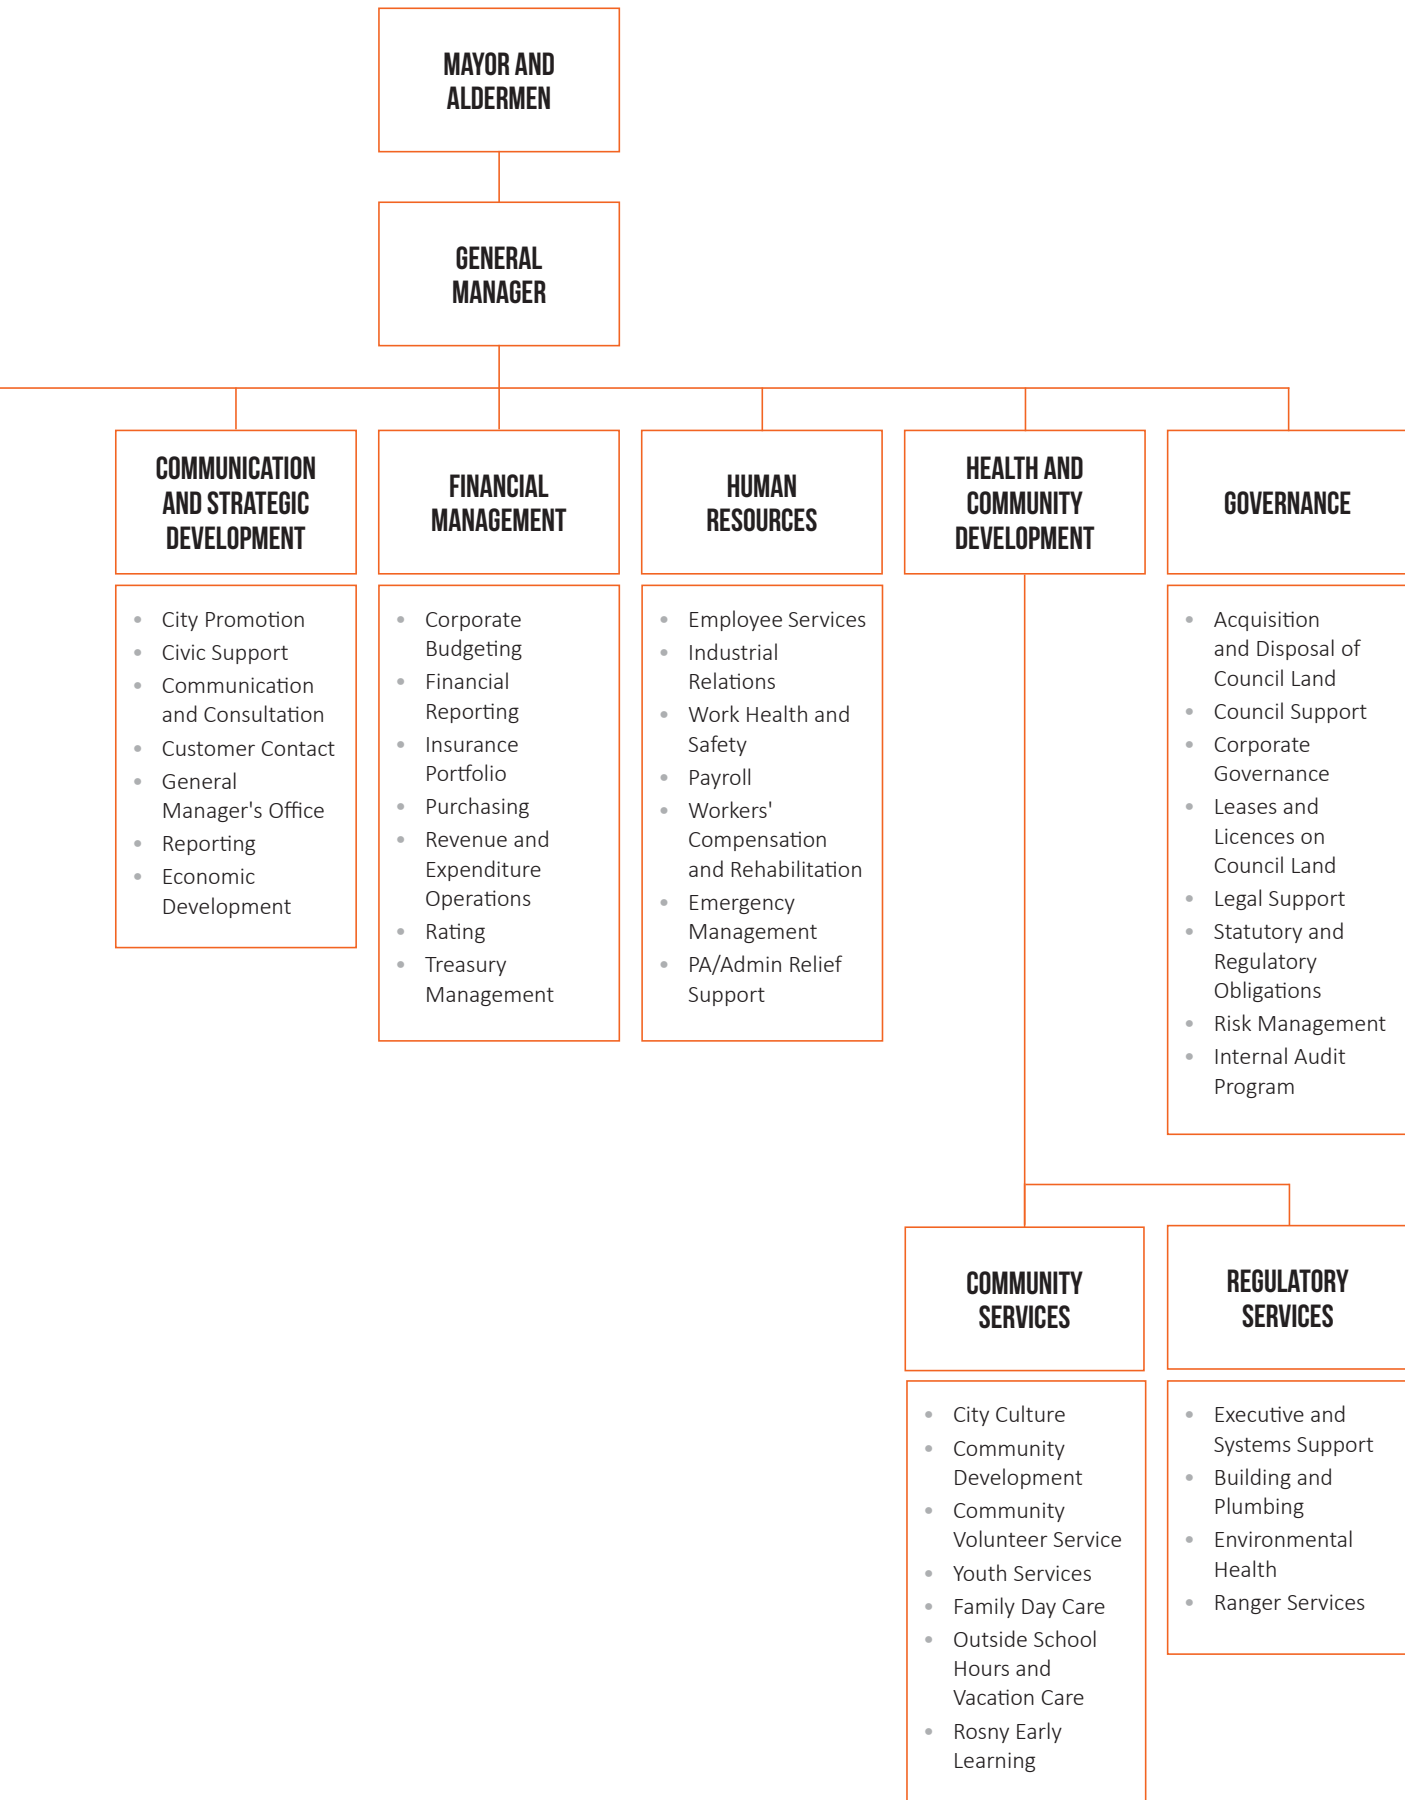 MAYOR AND
ALDERMEN
GENERAL
MANAGER
COMMUNICATION
AND STRATEGIC
DEVELOPMENT
• City Promotion
• Civic Support
• Communication
and Consultation
• Customer Contact
• General
Manager's Office
• Reporting
• Economic
Development
FINANCIAL
MANAGEMENT
• Corporate
Budgeting
• Financial
Reporting
• Insurance
Portfolio
• Purchasing
• Revenue and
Expenditure
Operations
• Rating
• Treasury
Management
HUMAN
RESOURCES
• Employee Services
• Industrial
Relations
• Work Health and
Safety
• Payroll
• Workers'
Compensation
and Rehabilitation
• Emergency
Management
• PA/Admin Relief
Support
HEALTH AND
COMMUNITY
DEVELOPMENT
GOVERNANCE
• Acquisition
and Disposal of
Council Land
• Council Support
• Corporate
Governance
• Leases and
Licences on
Council Land
• Legal Support
• Statutory and
Regulatory
Obligations
• Risk Management
• Internal Audit
Program
COMMUNITY
SERVICES
• City Culture
• Community
Development
• Community
Volunteer Service
• Youth Services
• Family Day Care
• Outside School
Hours and
Vacation Care
• Rosny Early
Learning
REGULATORY
SERVICES
• Executive and
Systems Support
• Building and
Plumbing
• Environmental
Health
• Ranger Services